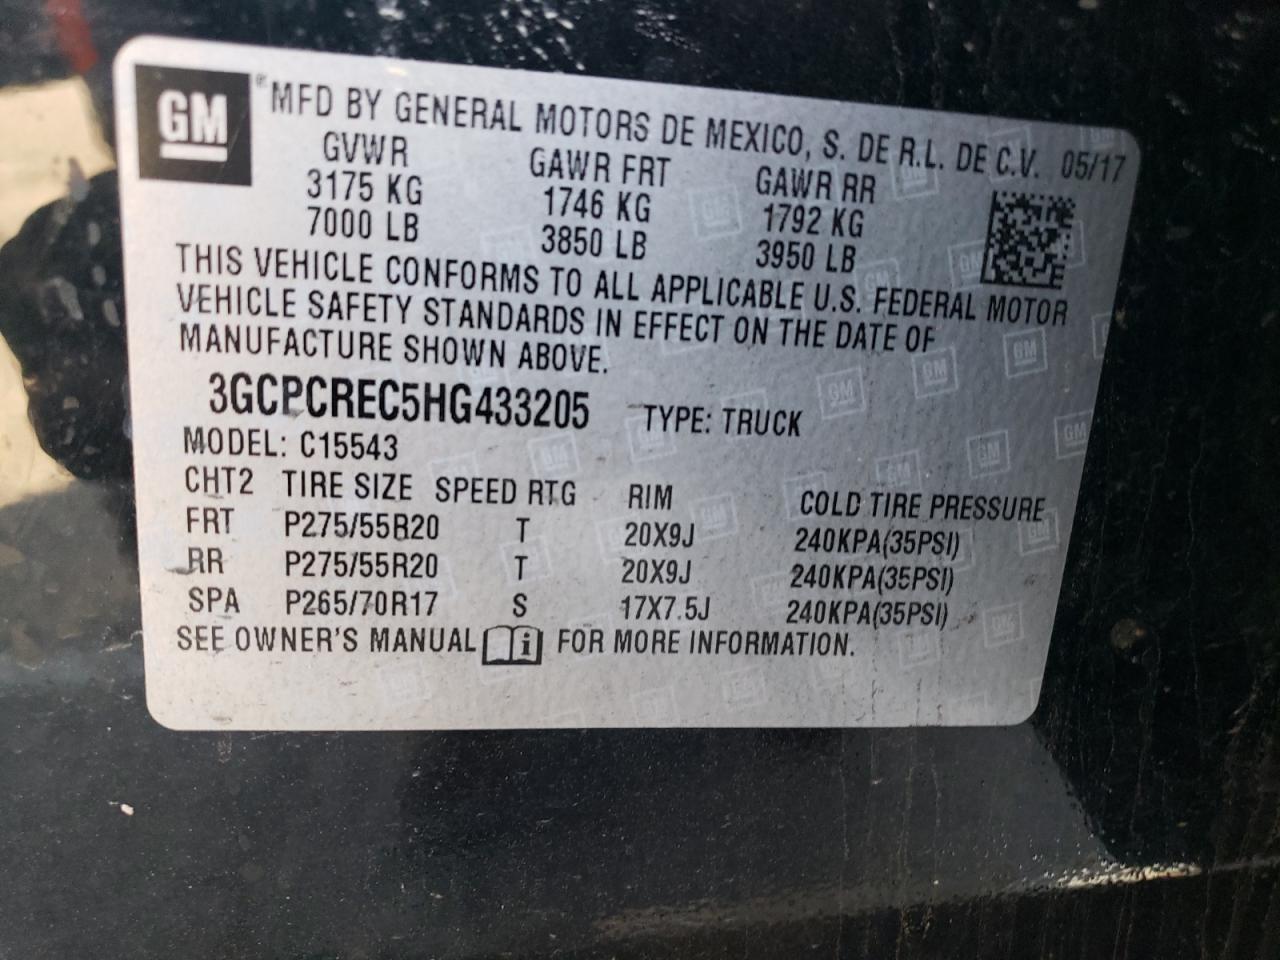 GM ® MFD BY GENERAL MOTORS DE MEXICO, S. DE R.L. DE C.V. 05/17
GVWR GAWR FRT GAWR RR
3175 KG 1746 KG 1792 KG
7000 LB 3850 LB 3950 LB
THIS VEHICLE CONFORMS TO ALL APPLICABLE U.S. FEDERAL MOTOR
VEHICLE SAFETY STANDARDS IN EFFECT ON THE DATE OF
MANUFACTURE SHOWN ABOVE.
3GCPCREC5HG433205 TYPE: TRUCK
MODEL: C15543
CHT2 TIRE SIZE SPEED RTG RIM COLD TIRE PRESSURE
FRT P275/55R20 T 20X9J 240KPA(35PSI)
RR P275/55R20 T 20X9J 240KPA(35PSI)
SPA P265/70R17 S 17X7.5J 240KPA(35PSI)
SEE OWNER'S MANUAL i FOR MORE INFORMATION.